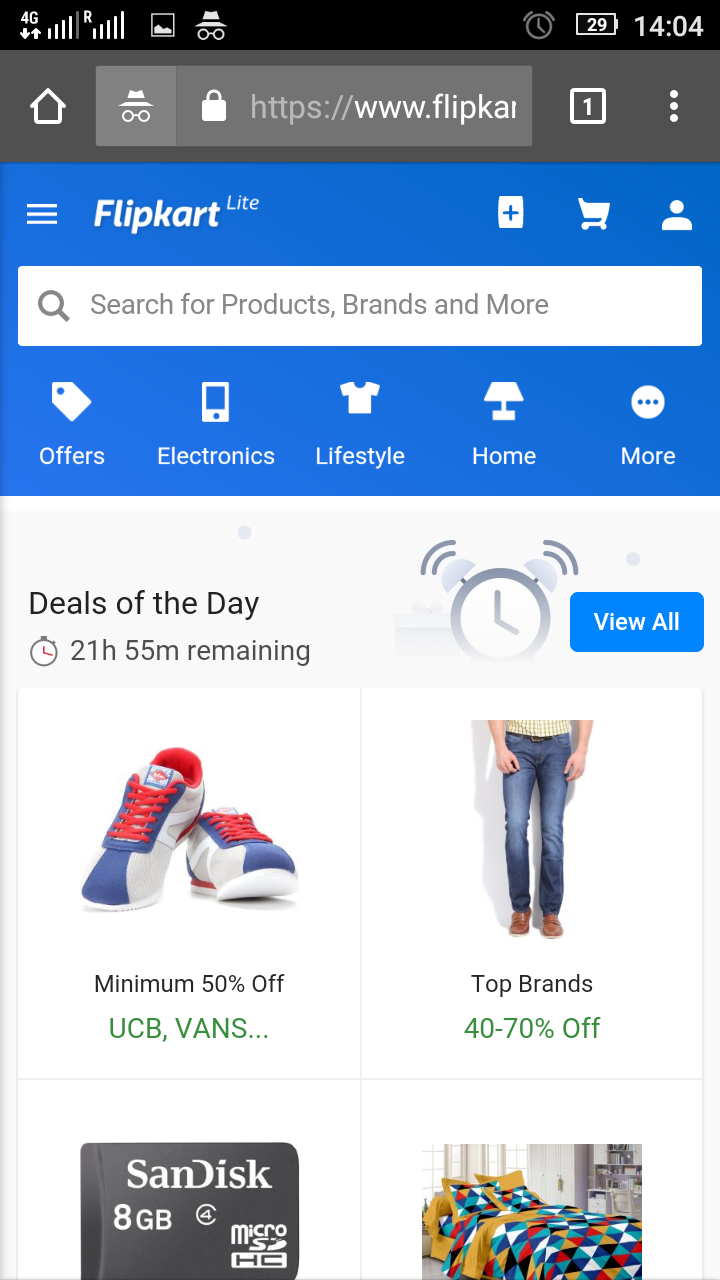 4G R 29 14:04
https://www.flipkar
1
Flipkart Lite
Search for Products, Brands and More
Offers Electronics Lifestyle Home More
Deals of the Day
21h 55m remaining
View All
Minimum 50% Off
UCB, VANS...
Top Brands
40-70% Off
SanDisk
8GB 4
micro
SD
HC